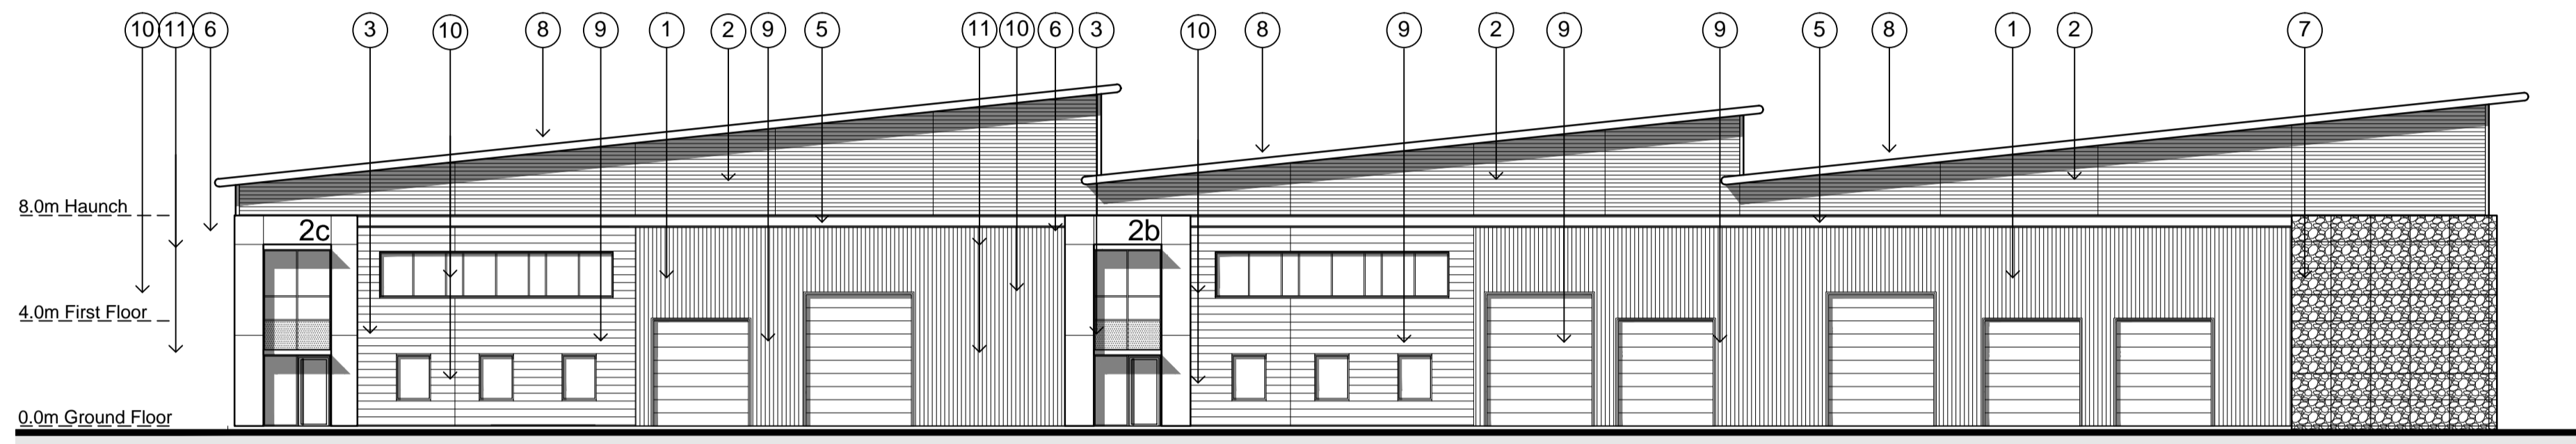 10 11 6 3 10 8 9 1 2 9 5 11 10 6 3 10 8 9 2 9 9 5 8 1 2 7
8.0m Haunch
2c 2b
4.0m First Floor
0.0m Ground Floor